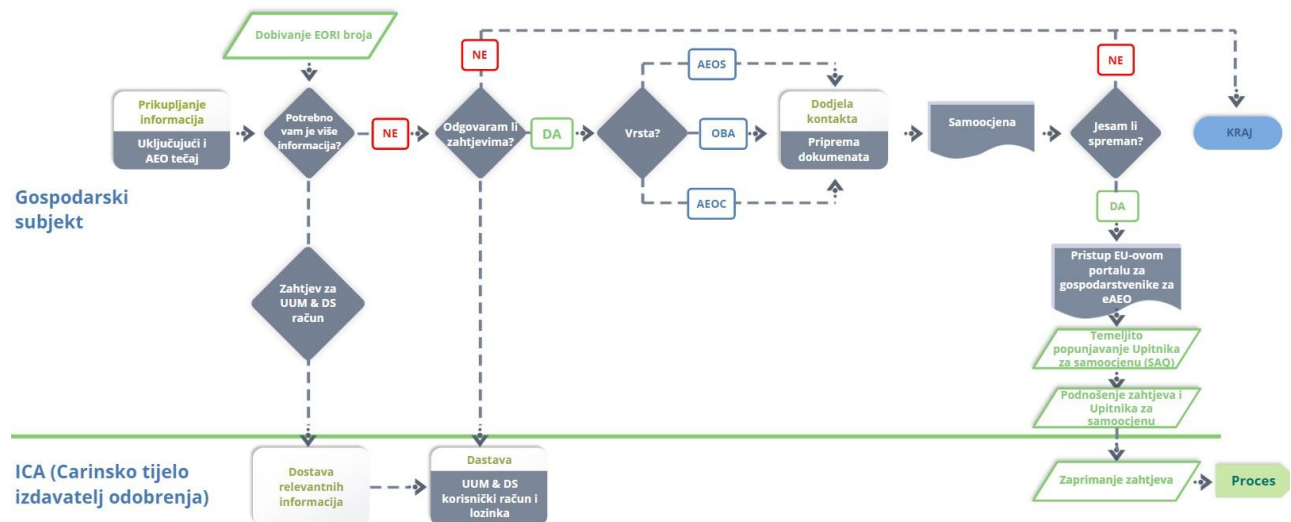 Dobivanje EORI broja
NE
NE
AEOS
Prikupljanje
informacija
Uključujući i
AEO tečaj
Potrebno
vam je više
informacija?
NE
Odgovaram li
zahtjevima?
DA
Vrsta?
OBA
Dodjela
kontakta
Priprema
dokumenata
Samoocjena
Jesam li
spreman?
KRAJ
AEOC
DA
Gospodarski
subjekt
Zahtjev za
UUM & DS
račun
Pristup EU-ovom
portalu za
gospodarstvenike za
eAEO
Temeljito
popunjavanje Upitnika
za samoocjenu (SAQ)
Podnošenje zahtjeva i
Upitnika za
samoocjenu
ICA (Carinsko tijelo
izdavatelj odobrenja)
Dostava
relevantnih
informacija
Dastava
UUM & DS
korisnički račun i
lozinka
Zaprimanje zahtjeva
Proces